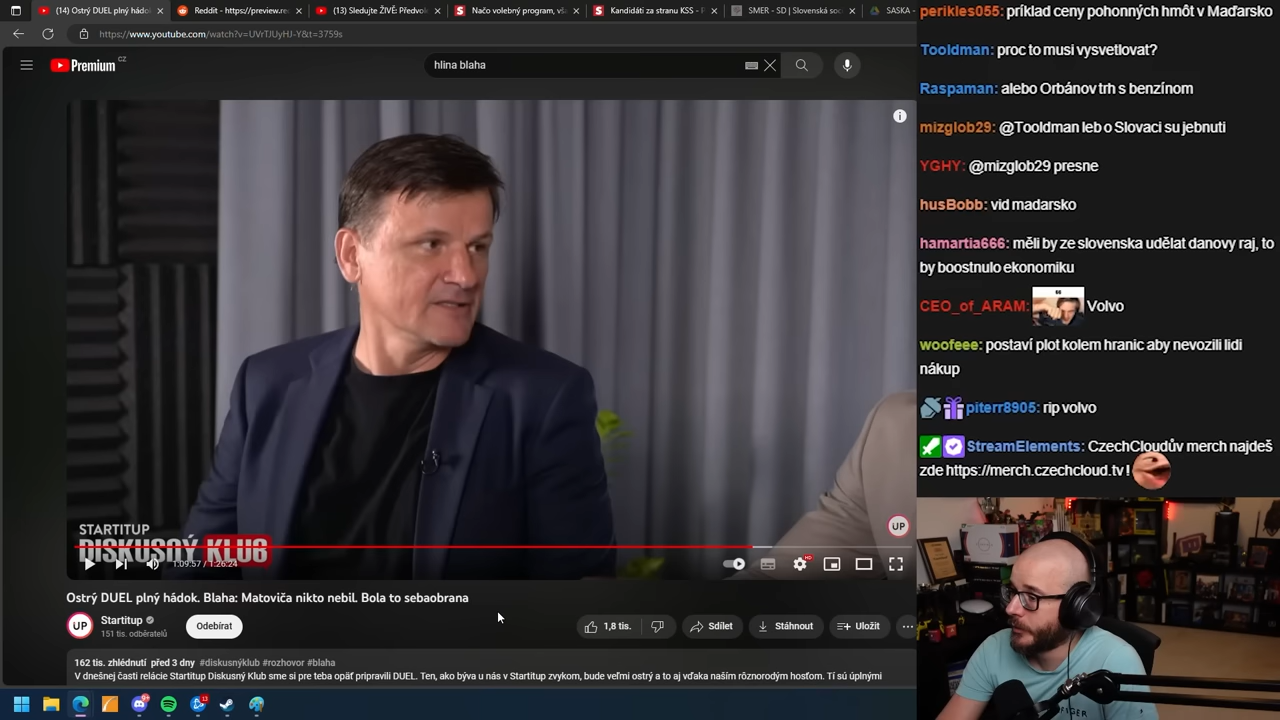 (14) Ostrý DUEL plný hádok
Reddit - https://preview.re
(13) Sledujte ŽIVĚ: Předvol
Načo volebný program, vš
Kandidáti za stranu KSS - P
SMER - SD | Slovenská soc
SASKA -
https://www.youtube.com/watch?v=UVrTJUyHJ-Y&t=3759s
Premium CZ
hlina blaha
STARTITUP
DISKUSNÝ KLUB
UP
1:09:57 / 1:26:24
Ostrý DUEL plný hádok. Blaha: Matoviča nikto nebil. Bola to sebaobrana
UP
Startitup
151 tis. odběratelů
Odebírat
1,8 tis.
Sdílet
Stáhnout
Uložit
162 tis. zhlédnutí před 3 dny #diskusnýklub #rozhovor #blaha
V dnešnej časti relácie Startitup Diskusný Klub sme si pre teba opäť pripravili DUEL. Ten, ako býva u nás v Startitup zvykom, bude veľmi ostrý a to aj vďaka naším rôznorodým hosťom. Tí sú úplnými
perikles055: príklad ceny pohonných hmôt v Maďarsko
Tooldman: proc to musi vysvetlovat?
Raspaman: alebo Orbánov trh s benzínom
mizglob29: @Tooldman leb o Slovaci su jebnuti
YGHY: @mizglob29 presne
husBobb: vid madarsko
hamartia666: měli by ze slovenska udělat danovy raj, to
by boostnulo ekonomiku
CEO_of_ARAM: Volvo
woofeee: postaví plot kolem hranic aby nevozili lidi
nákup
piterr8905: rip volvo
StreamElements: CzechCloudův merch najdeš
zde https://merch.czechcloud.tv !